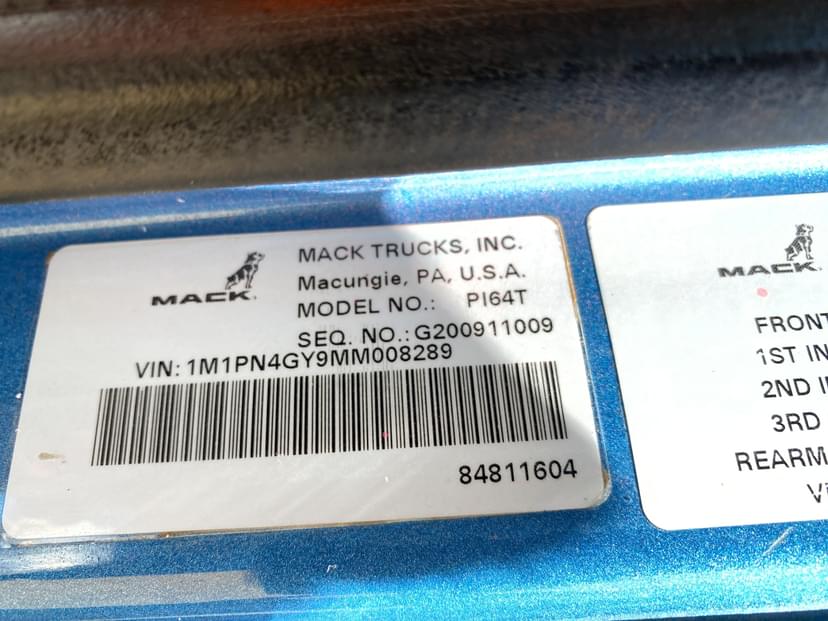 MACK TRUCKS, INC.
MACK
Macungie, PA, U.S.A.
MODEL NO.: PI64T
SEQ. NO.: G200911009
VIN: 1M1PN4GY9MM008289
84811604
MACK
FRONT
1ST IN
2ND
3RD
REARM